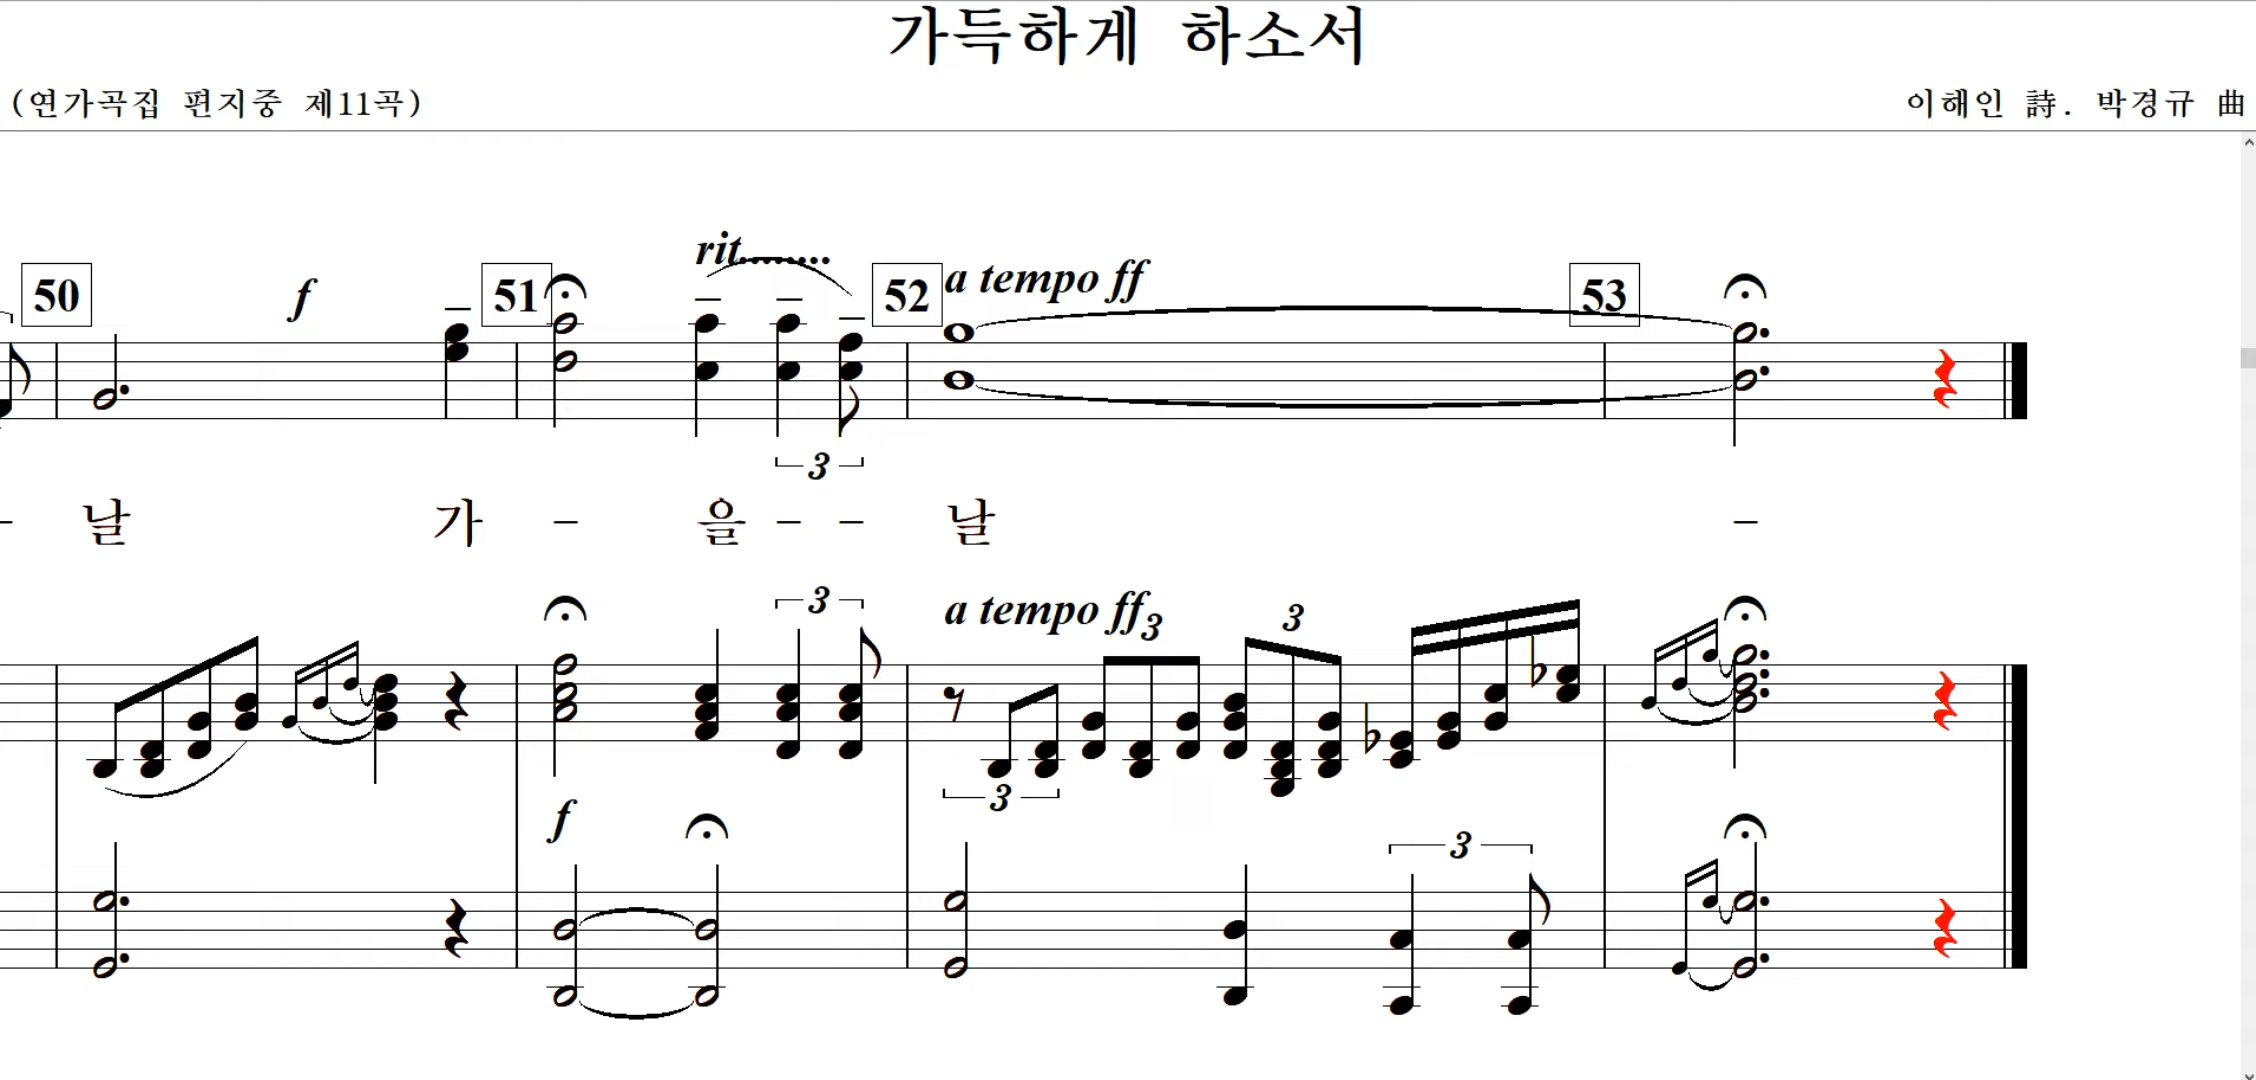 가득하게 하소서
(연가곡집 편지중 제11곡)
이해인 詩. 박경규 曲
rit........
50 f 51 52 a tempo ff 53
3
- 날 가 - 을 - - 날 -
3 a tempo ff 3 3
3
f
3